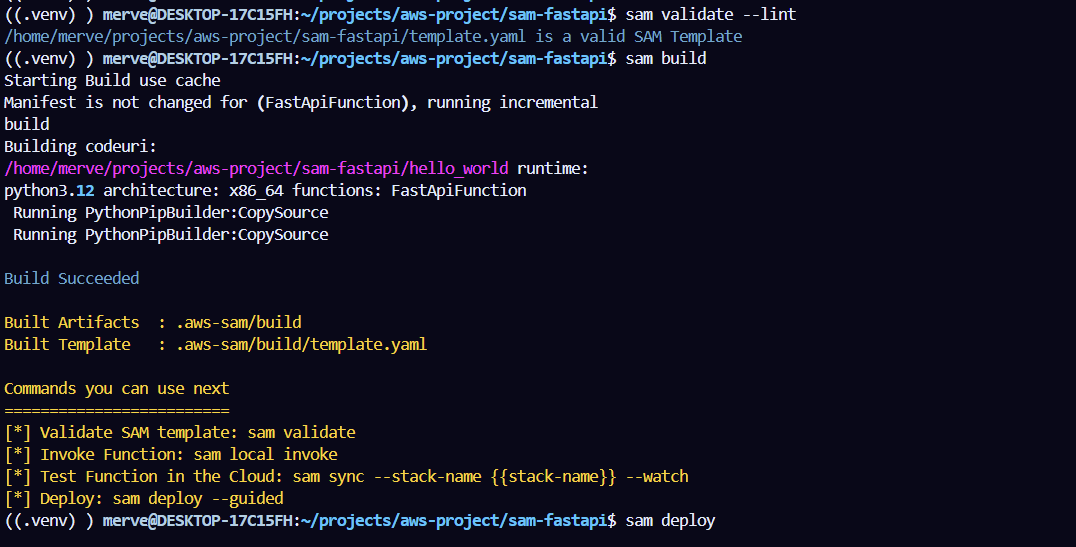 ((.venv) ) merve@DESKTOP-17C15FH:~/projects/aws-project/sam-fastapi$ sam validate --lint
/home/merve/projects/aws-project/sam-fastapi/template.yaml is a valid SAM Template
((.venv) ) merve@DESKTOP-17C15FH:~/projects/aws-project/sam-fastapi$ sam build
Starting Build use cache
Manifest is not changed for (FastApiFunction), running incremental
build
Building codeuri:
/home/merve/projects/aws-project/sam-fastapi/hello_world runtime:
python3.12 architecture: x86_64 functions: FastApiFunction
 Running PythonPipBuilder:CopySource
 Running PythonPipBuilder:CopySource

Build Succeeded

Built Artifacts  : .aws-sam/build
Built Template   : .aws-sam/build/template.yaml

Commands you can use next
=========================
[*] Validate SAM template: sam validate
[*] Invoke Function: sam local invoke
[*] Test Function in the Cloud: sam sync --stack-name {{stack-name}} --watch
[*] Deploy: sam deploy --guided
((.venv) ) merve@DESKTOP-17C15FH:~/projects/aws-project/sam-fastapi$ sam deploy